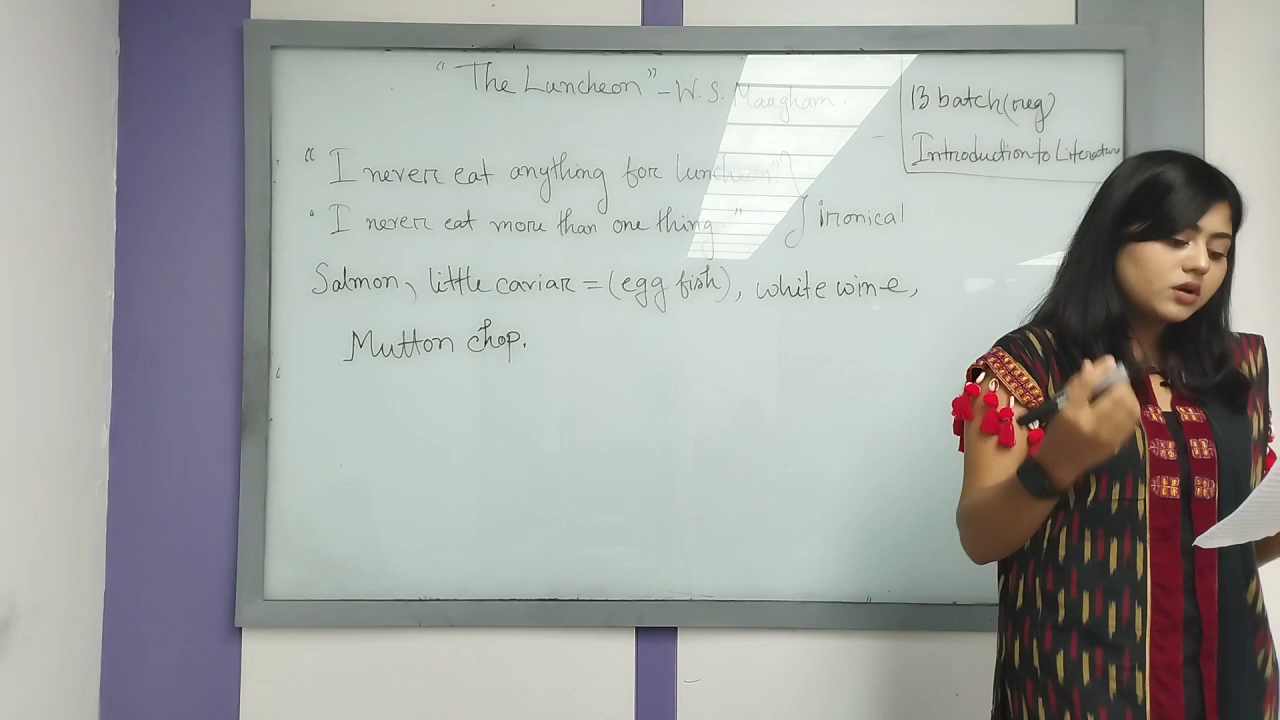 "The Luncheon" - W. S. Maugham.
13 batch (reg)
Introduction to Literature
"I never eat anything for luncheon."
"I never eat more than one thing." } ironical
Salmon, little caviar = (egg fish), white wine,
Mutton chop.